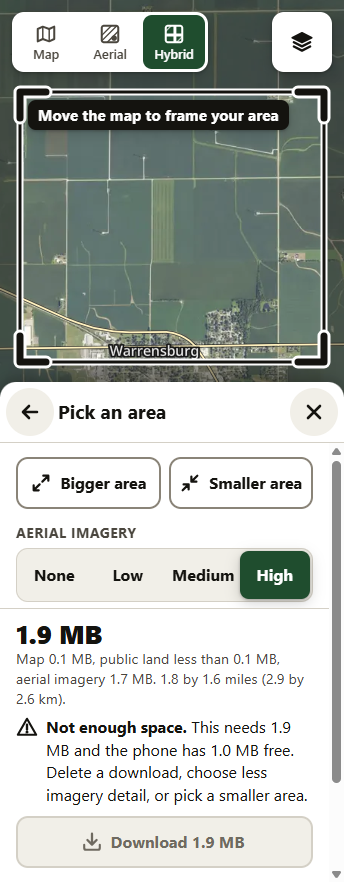 Map
Aerial
Hybrid
Move the map to frame your area
Warrensburg
Pick an area
Bigger area
Smaller area
AERIAL IMAGERY
None
Low
Medium
High
1.9 MB
Map 0.1 MB, public land less than 0.1 MB,
aerial imagery 1.7 MB. 1.8 by 1.6 miles (2.9 by
2.6 km).
Not enough space. This needs 1.9
MB and the phone has 1.0 MB free.
Delete a download, choose less
imagery detail, or pick a smaller area.
Download 1.9 MB